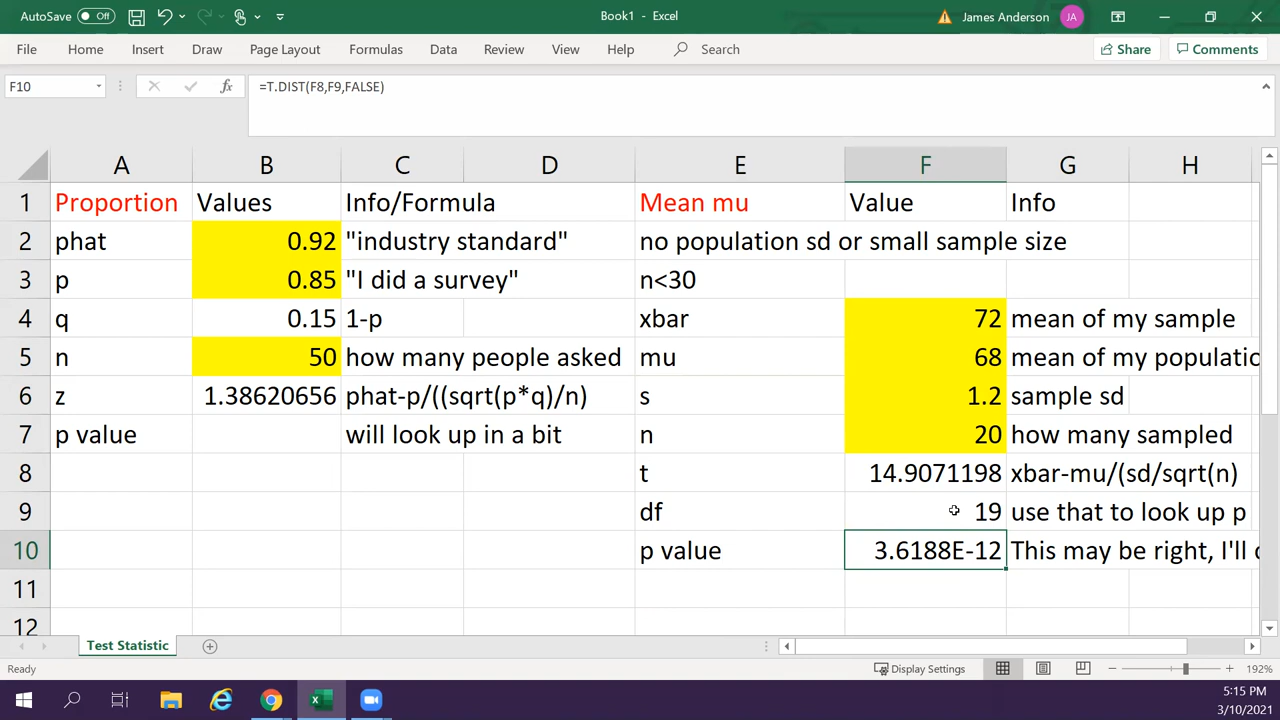 AutoSave Off Book1 - Excel James Anderson JA
File Home Insert Draw Page Layout Formulas Data Review View Help Search Share Comments
F10 fx =T.DIST(F8,F9,FALSE)
A B C D E F G H
1 Proportion Values Info/Formula Mean mu Value Info
2 phat 0.92 "industry standard" no population sd or small sample size
3 p 0.85 "I did a survey" n<30
4 q 0.15 1-p xbar 72 mean of my sample
5 n 50 how many people asked mu 68 mean of my populatio
6 z 1.38620656 phat-p/((sqrt(p*q)/n) s 1.2 sample sd
7 p value will look up in a bit n 20 how many sampled
8 t 14.9071198 xbar-mu/(sd/sqrt(n)
9 df 19 use that to look up p
10 p value 3.6188E-12 This may be right, I'll
11
12
Test Statistic
Ready Display Settings 192%
5:15 PM
3/10/2021